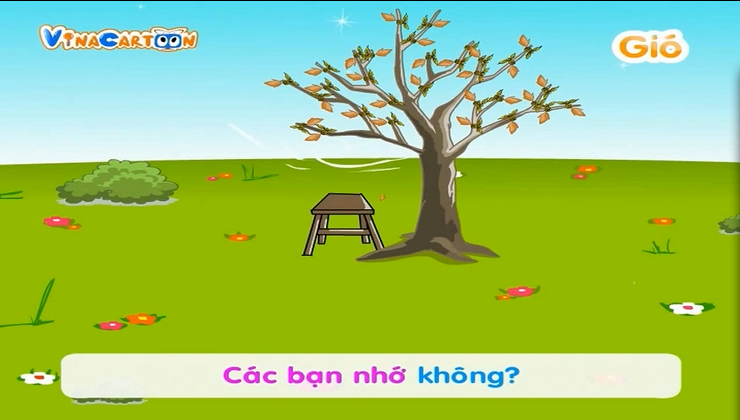 VINACARTOON
Gió
Các bạn nhớ không?